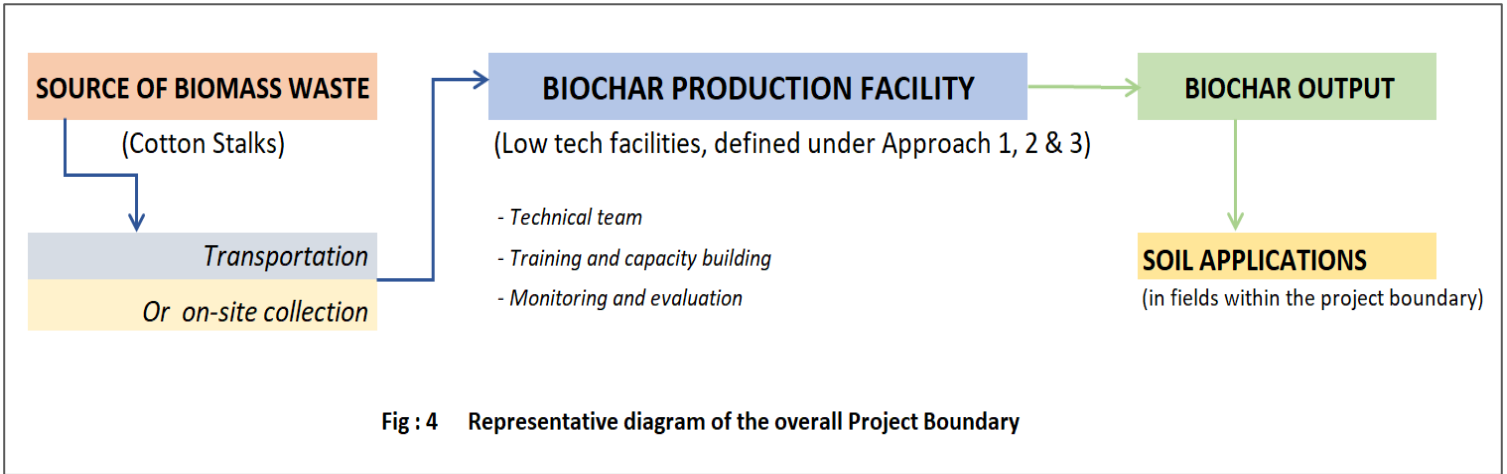 SOURCE OF BIOMASS WASTE
(Cotton Stalks)
Transportation
Or on-site collection
BIOCHAR PRODUCTION FACILITY
(Low tech facilities, defined under Approach 1, 2 & 3)
- Technical team
- Training and capacity building
- Monitoring and evaluation
BIOCHAR OUTPUT
SOIL APPLICATIONS
(in fields within the project boundary)
Fig : 4 Representative diagram of the overall Project Boundary